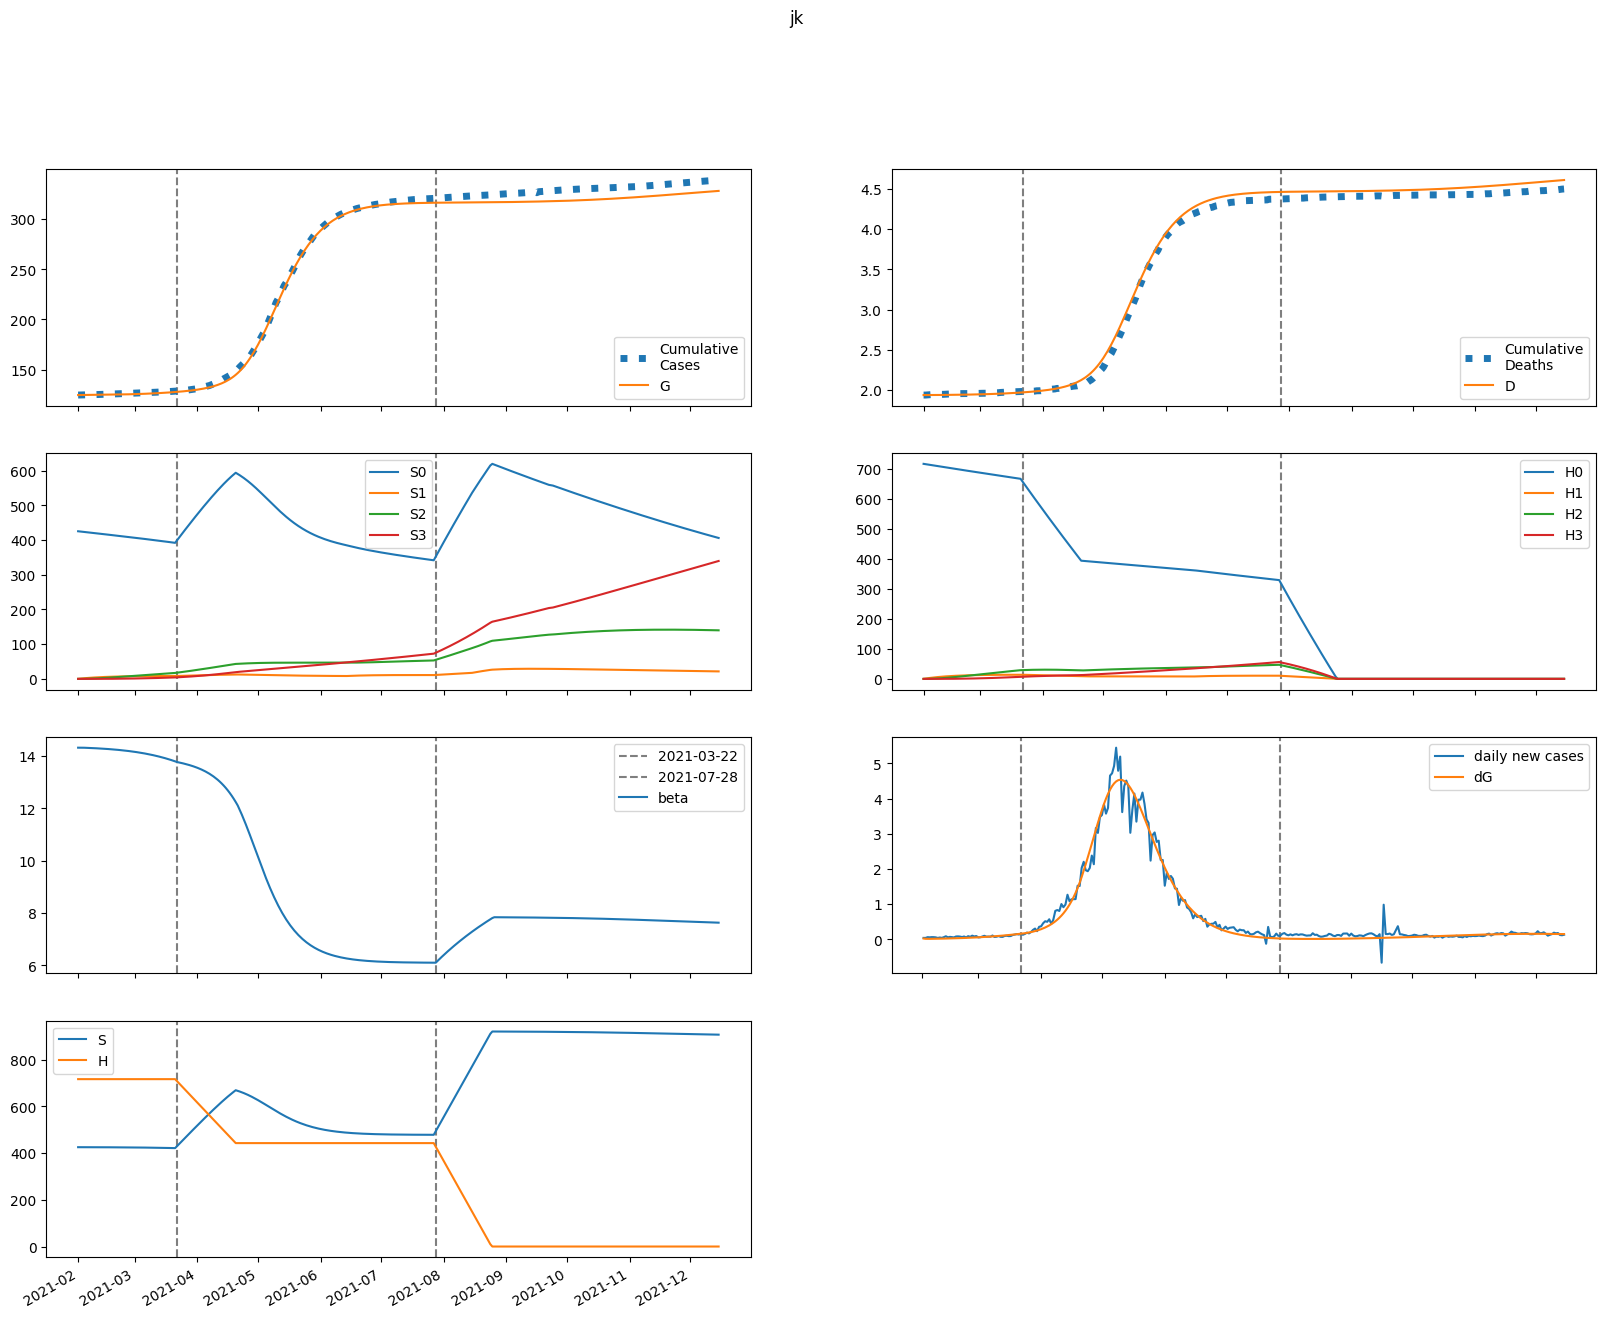 jk
300
250
200
150
Cumulative
Cases
G
4.5
4.0
3.5
3.0
2.5
2.0
Cumulative
Deaths
D
600
500
400
300
200
100
0
S0
S1
S2
S3
700
600
500
400
300
200
100
0
H0
H1
H2
H3
14
12
10
8
6
2021-03-22
2021-07-28
beta
5
4
3
2
1
0
daily new cases
dG
800
600
400
200
0
S
H
2021-02
2021-03
2021-04
2021-05
2021-06
2021-07
2021-08
2021-09
2021-10
2021-11
2021-12